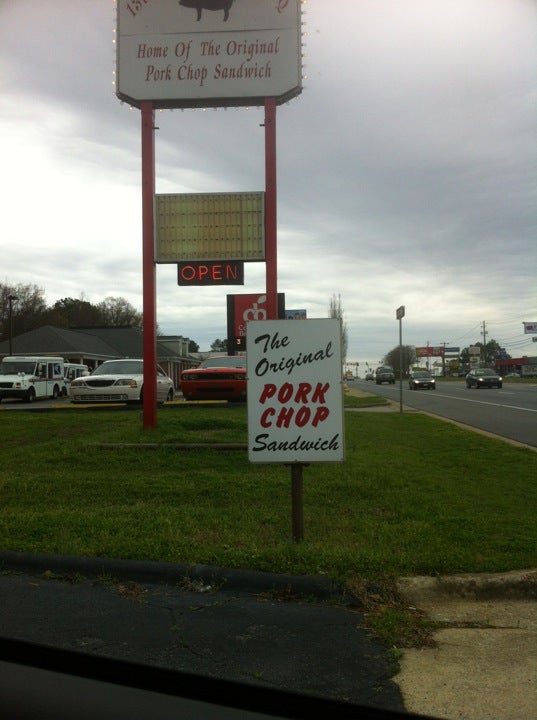 Home Of The Original
Pork Chop Sandwich
OPEN
The
Original
PORK
CHOP
Sandwich